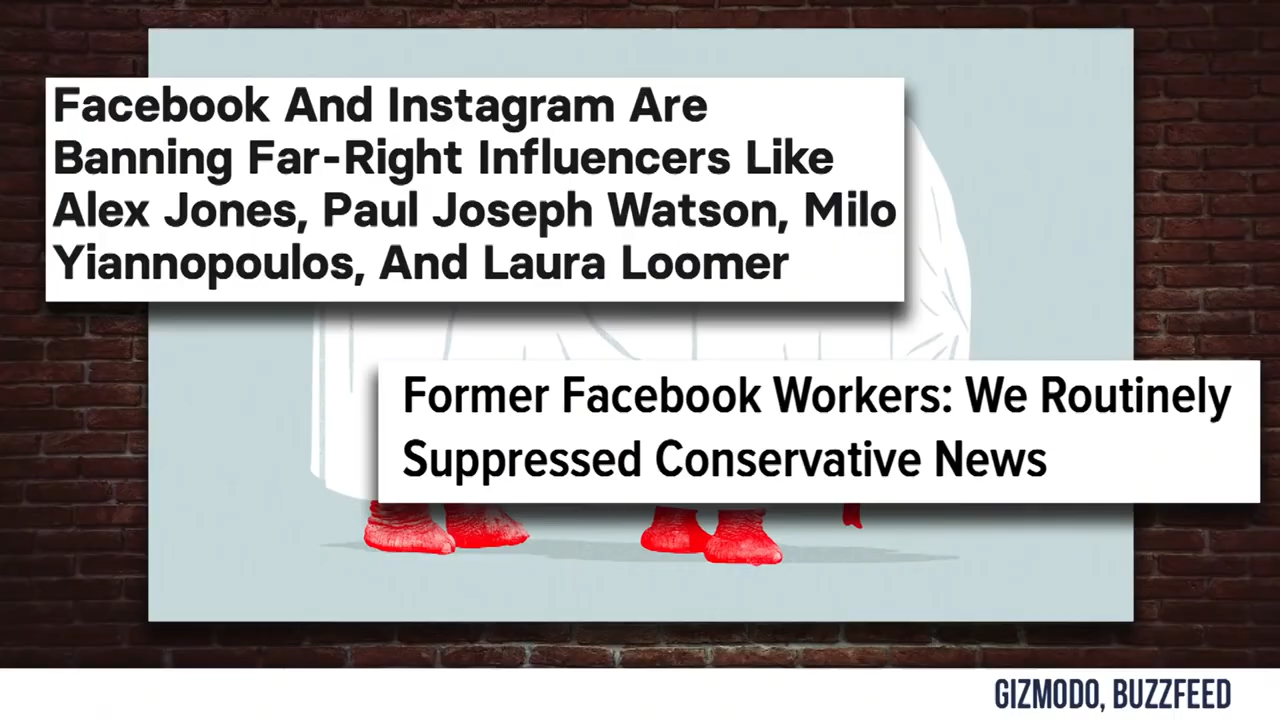 Facebook And Instagram Are
Banning Far-Right Influencers Like
Alex Jones, Paul Joseph Watson, Milo
Yiannopoulos, And Laura Loomer
Former Facebook Workers: We Routinely
Suppressed Conservative News
GIZMODO, BUZZFEED